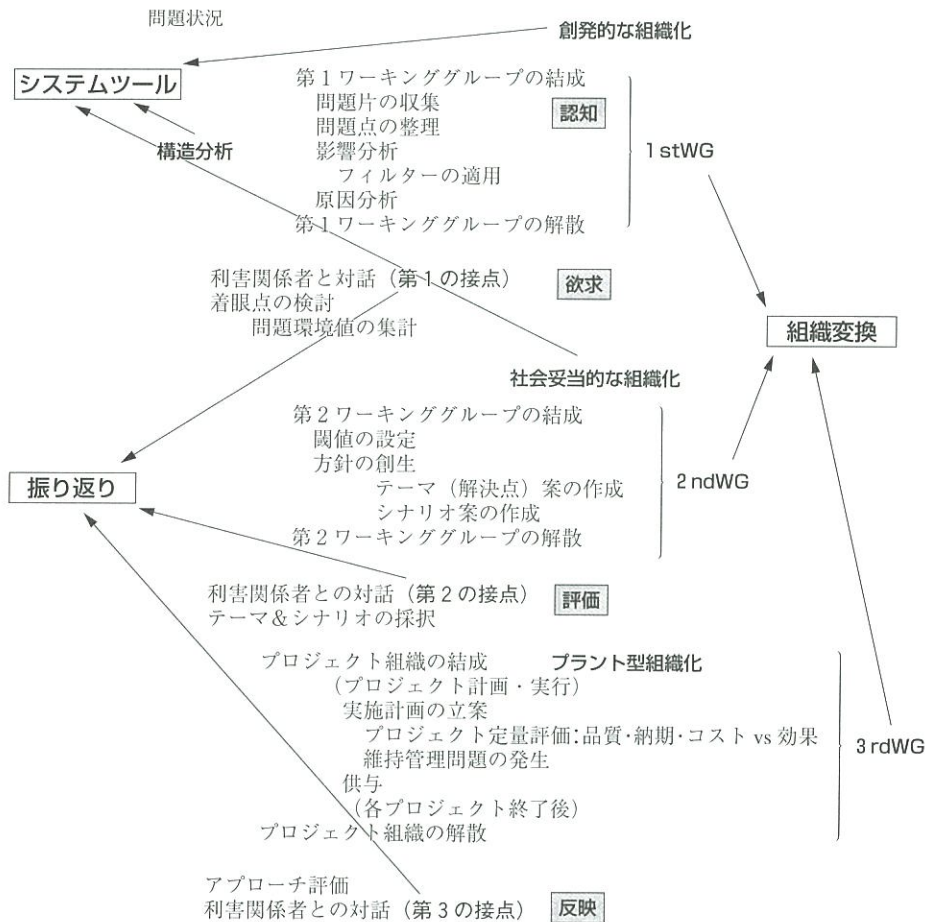 問題状況
創発的な組織化
システムツール
第1ワーキンググループの結成
問題片の収集
認知
問題点の整理
構造分析
影響分析
1stWG
フィルターの適用
原因分析
第1ワーキンググループの解散
利害関係者と対話（第1の接点）
欲求
着眼点の検討
問題環境値の集計
組織変換
社会妥当的な組織化
第2ワーキンググループの結成
閾値の設定
方針の創生
振り返り
テーマ（解決点）案の作成
2ndWG
シナリオ案の作成
第2ワーキンググループの解散
利害関係者との対話（第2の接点）
評価
テーマ＆シナリオの採択
プロジェクト組織の結成
プラント型組織化
（プロジェクト計画・実行）
実施計画の立案
プロジェクト定量評価：品質・納期・コスト vs 効果
3rdWG
維持管理問題の発生
供与
（各プロジェクト終了後）
プロジェクト組織の解散
アプローチ評価
利害関係者との対話（第3の接点）
反映